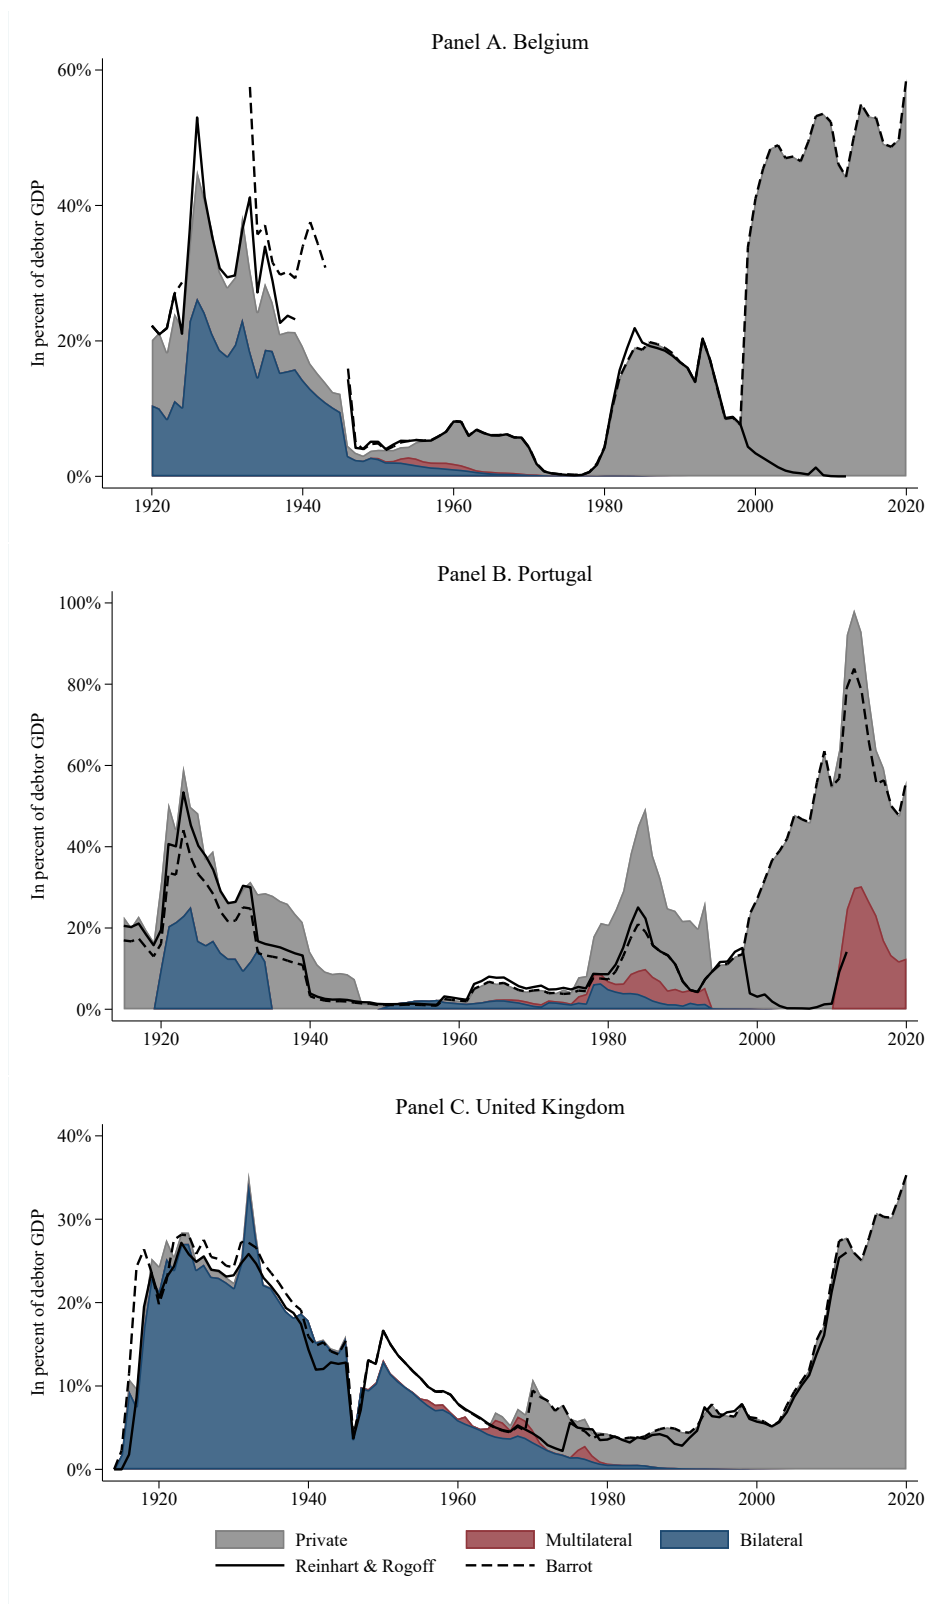 Panel A. Belgium
In percent of debtor GDP
60%
40%
20%
0%
1920 1940 1960 1980 2000 2020
Panel B. Portugal
In percent of debtor GDP
100%
80%
60%
40%
20%
0%
1920 1940 1960 1980 2000 2020
Panel C. United Kingdom
In percent of debtor GDP
40%
30%
20%
10%
0%
1920 1940 1960 1980 2000 2020
Private Multilateral Bilateral
Reinhart & Rogoff Barrot